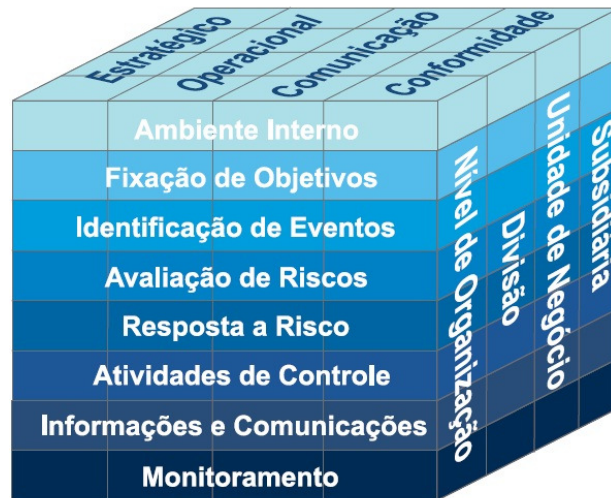 Estratégico
Operacional
Comunicação
Conformidade
Ambiente Interno
Fixação de Objetivos
Identificação de Eventos
Avaliação de Riscos
Resposta a Risco
Atividades de Controle
Informações e Comunicações
Monitoramento
Nível de Organização
Divisão
Unidade de Negócio
Subsidiária